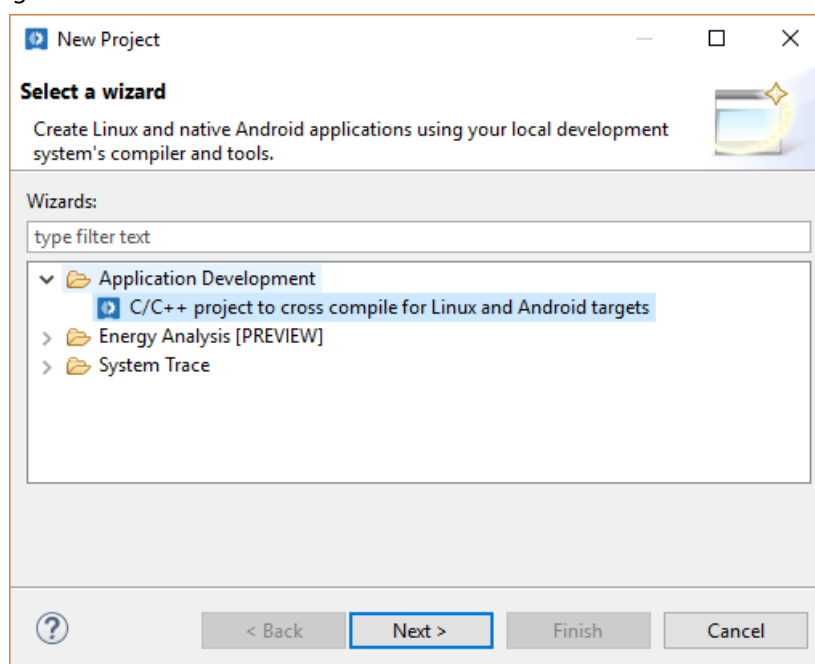 New Project
Select a wizard
Create Linux and native Android applications using your local development
system's compiler and tools.
Wizards:
type filter text
Application Development
C/C++ project to cross compile for Linux and Android targets
Energy Analysis [PREVIEW]
System Trace
?
< Back Next > Finish Cancel